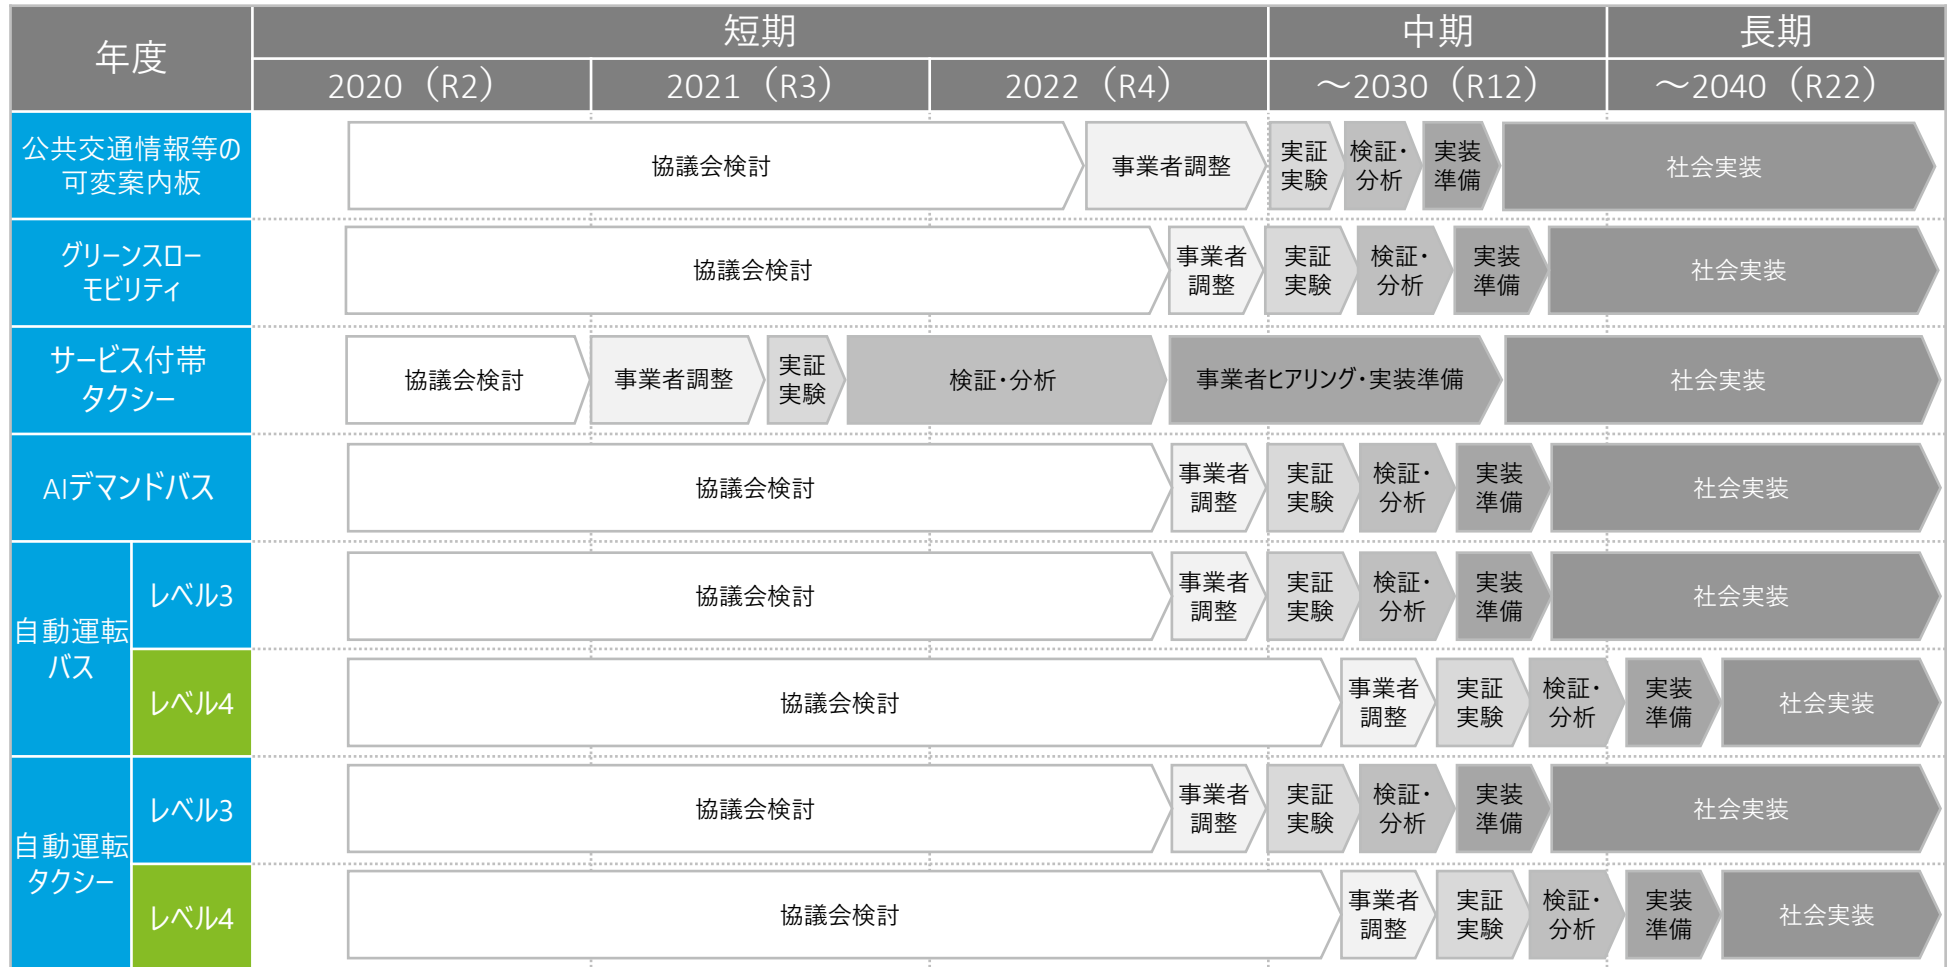 年度
短期
中期
長期
2020（R2）
2021（R3）
2022（R4）
～2030（R12）
～2040（R22）
公共交通情報等の
可変案内板
協議会検討
事業者調整
実証
実験
検証・
分析
実装
準備
社会実装
グリーンスロー
モビリティ
協議会検討
事業者
調整
実証
実験
検証・
分析
実装
準備
社会実装
サービス付帯
タクシー
協議会検討
事業者調整
実証
実験
検証・分析
事業者ヒアリング・実装準備
社会実装
AIデマンドバス
協議会検討
事業者
調整
実証
実験
検証・
分析
実装
準備
社会実装
自動運転
バス
レベル3
協議会検討
事業者
調整
実証
実験
検証・
分析
実装
準備
社会実装
レベル4
協議会検討
事業者
調整
実証
実験
検証・
分析
実装
準備
社会実装
自動運転
タクシー
レベル3
協議会検討
事業者
調整
実証
実験
検証・
分析
実装
準備
社会実装
レベル4
協議会検討
事業者
調整
実証
実験
検証・
分析
実装
準備
社会実装